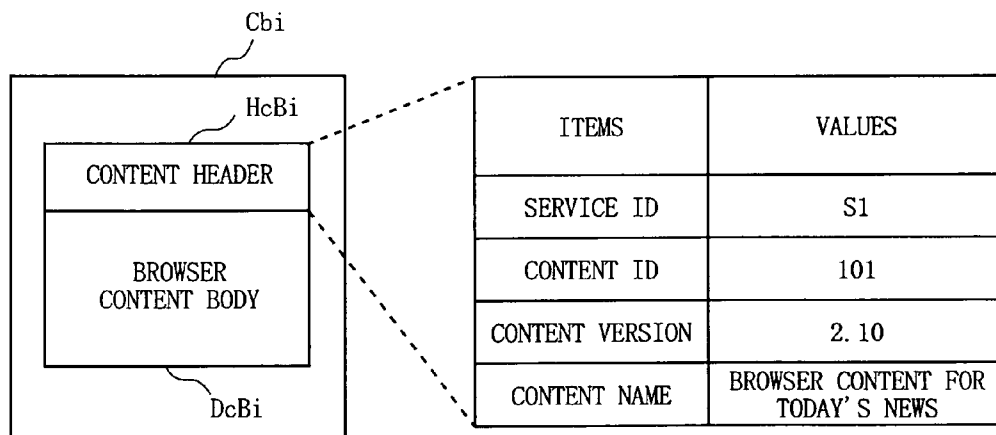 Cbi
HcBi
CONTENT HEADER
BROWSER
CONTENT BODY
DcBi
ITEMS VALUES
SERVICE ID S1
CONTENT ID 101
CONTENT VERSION 2.10
CONTENT NAME BROWSER CONTENT FOR
TODAY'S NEWS